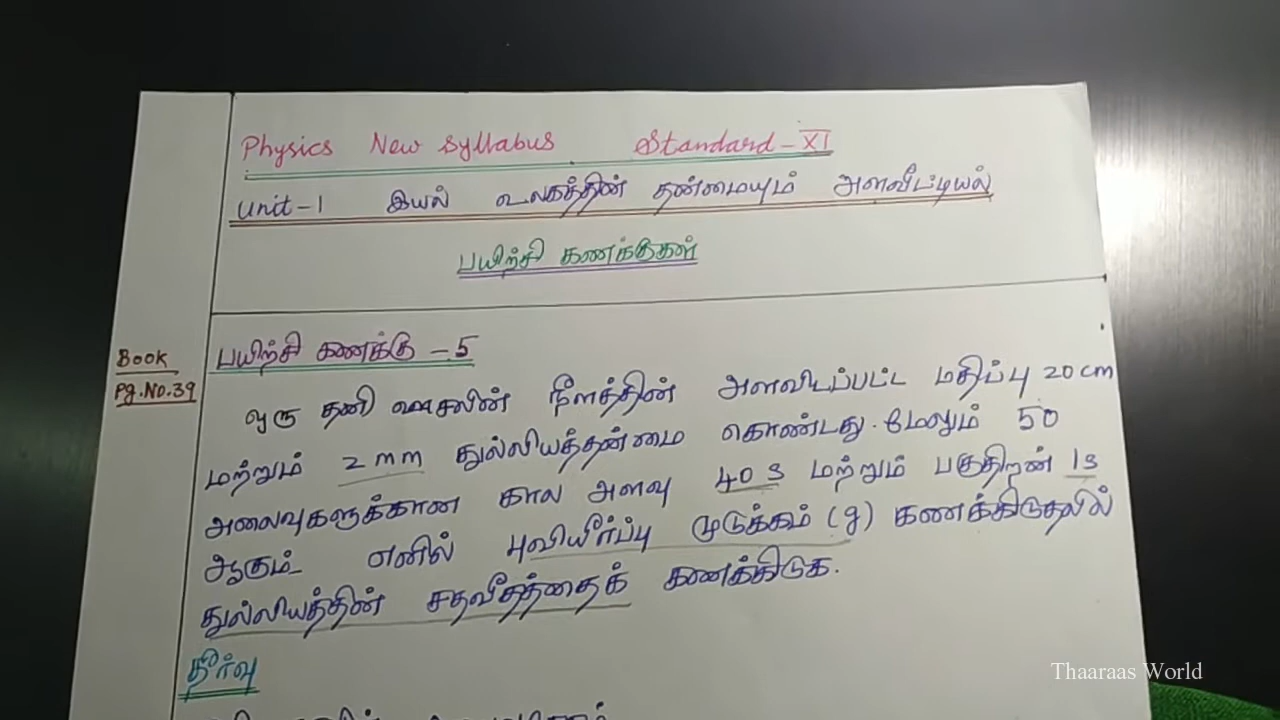 Physics New Syllabus Standard - XI
Unit - 1 இயல் உலகத்தின் தன்மையும் அளவீட்டியல்
பயிற்சி கணக்குகள்
Book
Pg.No.39
பயிற்சி கணக்கு - 5
ஒரு தனி ஊசலின் நீளத்தின் அளவிடப்பட்ட மதிப்பு 20 cm
மற்றும் 2 mm துல்லியத்தன்மை கொண்டது. மேலும் 50
அலைவுகளுக்கான கால அளவு 40 s மற்றும் பகுதிறன் 1s
ஆகும். எனில் புவியீர்ப்பு முடுக்கம் (g) கணக்கிடுதலில்
துல்லியத்தின் சதவீதத்தைக் கணக்கிடுக.
தீர்வு
Thaaraas World